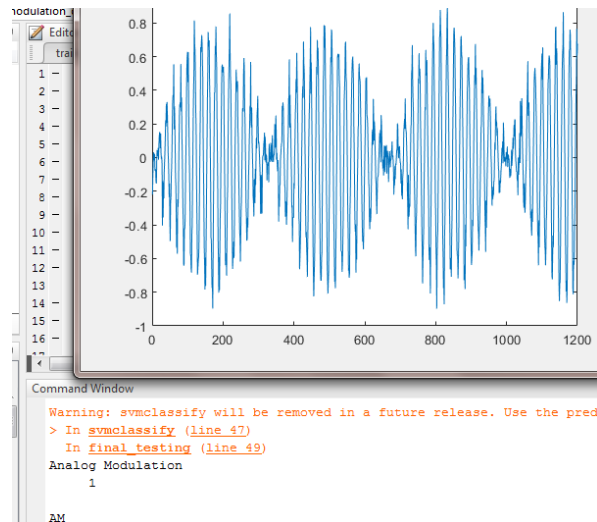 modulation_
Editor
trai
0.8
0.6
0.4
0.2
0
-0.2
-0.4
-0.6
-0.8
-1
0 200 400 600 800 1000 1200
1 –
2 –
3 –
4 –
5 –
6 –
7 –
8 –
9 –
10 –
11 –
12 –
13 –
14 –
15 –
16 –
Command Window
Warning: svmclassify will be removed in a future release. Use the pred
> In svmclassify (line 47)
In final_testing (line 49)
Analog Modulation
1
AM